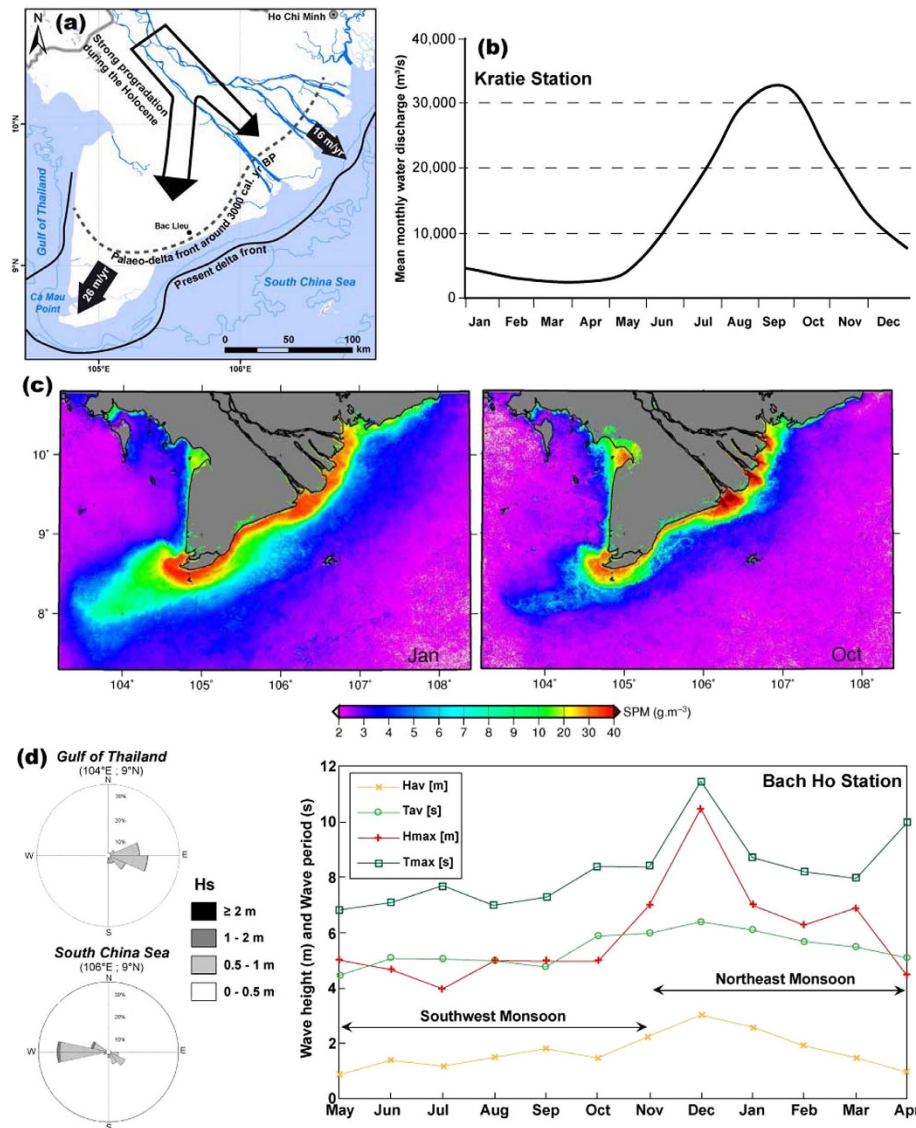 (a)
N
Ho Chi Minh
Strong progradation
during the Holocene
16 m/yr
10°N
Gulf of Thailand
Palaeo-delta front around 3000 cal. yr BP
Bac Lieu
Present delta front
9°N
26 m/yr
Cà Mau
Point
South China Sea
0 50 100
km
105°E 106°E
(b)
Kratie Station
Mean monthly water discharge (m³/s)
40,000
30,000
20,000
10,000
0
Jan Feb Mar Apr May Jun Jul Aug Sep Oct Nov Dec
(c)
10° 9° 8°
104° 105° 106° 107° 108°
Jan
10° 9° 8°
104° 105° 106° 107° 108°
Oct
2 3 4 5 6 7 8 9 10 20 30 40
SPM (g.m⁻³)
(d)
Gulf of Thailand
(104°E ; 9°N)
N
30%
20%
10%
W E
S
South China Sea
(106°E ; 9°N)
N
30%
20%
10%
W E
S
Hs
≥ 2 m
1 - 2 m
0.5 - 1 m
0 - 0.5 m
Wave height (m) and Wave period (s)
12
10
8
6
4
2
0
Hav [m]
Tav [s]
Hmax [m]
Tmax [s]
Bach Ho Station
Northeast Monsoon
Southwest Monsoon
May Jun Jul Aug Sep Oct Nov Dec Jan Feb Mar Apr